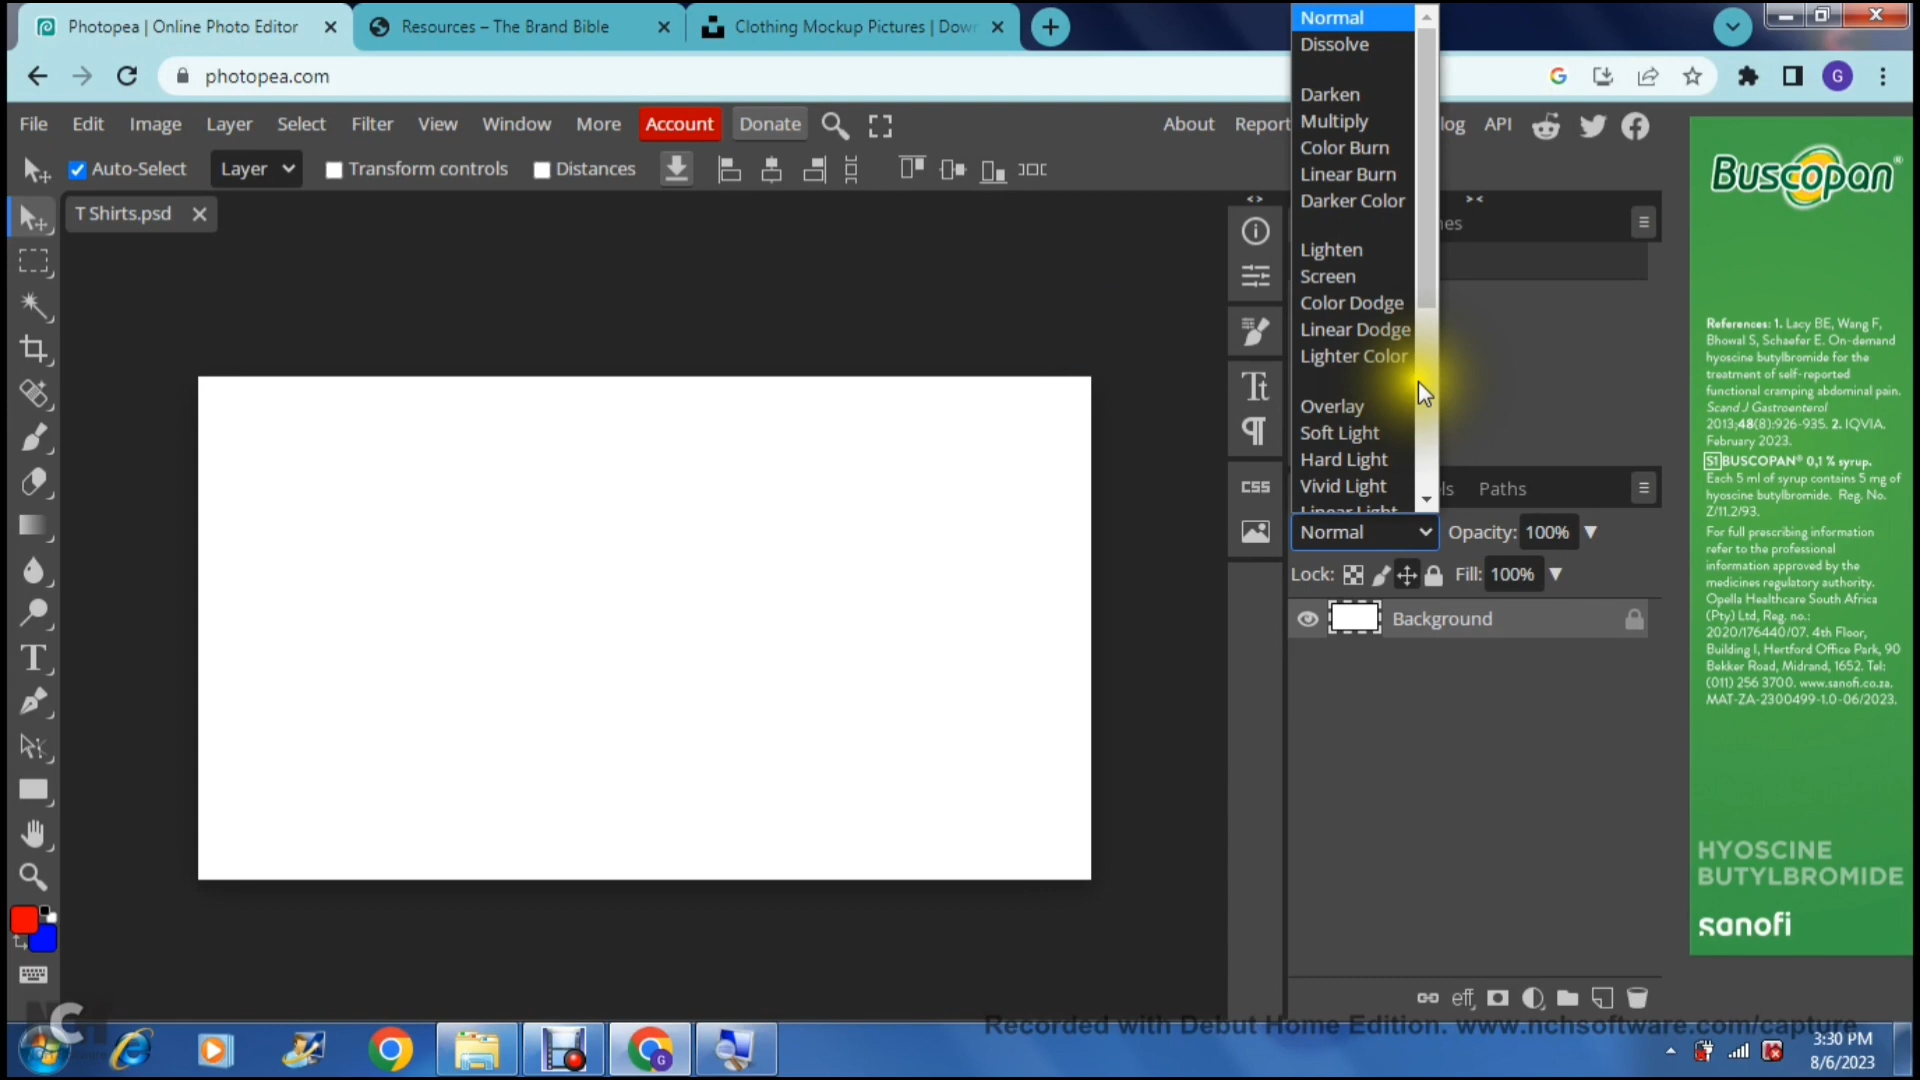 Photopea | Online Photo Editor
Resources – The Brand Bible
Clothing Mockup Pictures | Dow
photopea.com
G
File Edit Image Layer Select Filter View Window More Account Donate
About Report log API
Auto-Select Layer Transform controls Distances
T Shirts.psd
Normal
Dissolve
Darken
Multiply
Color Burn
Linear Burn
Darker Color
Lighten
Screen
Color Dodge
Linear Dodge
Lighter Color
Overlay
Soft Light
Hard Light
Vivid Light
Linear Light
es
ls Paths
CSS
Normal Opacity: 100%
Lock: Fill: 100%
Background
eff
Buscopan®
References: 1. Lacy BE, Wang F,
Bhowal S, Schaefer E. On-demand
hyoscine butylbromide for the
treatment of self-reported
functional cramping abdominal pain.
Scand J Gastroenterol
2013;48(8):926-935. 2. IQVIA.
February 2023.
S1 BUSCOPAN® 0,1 % syrup.
Each 5 ml of syrup contains 5 mg of
hyoscine butylbromide. Reg. No.
Z/11.2/93.
For full prescribing information
refer to the professional
information approved by the
medicines regulatory authority.
Opella Healthcare South Africa
(Pty) Ltd, Reg. no.:
2020/176440/07. 4th Floor,
Building I, Hertford Office Park, 90
Bekker Road, Midrand, 1652. Tel:
(011) 256 3700. www.sanofi.co.za.
MAT-ZA-2300499-1.0-06/2023.
HYOSCINE
BUTYLBROMIDE
sanofi
NCH
Recorded with Debut Home Edition. www.nchsoftware.com/capture
G
3:30 PM
8/6/2023